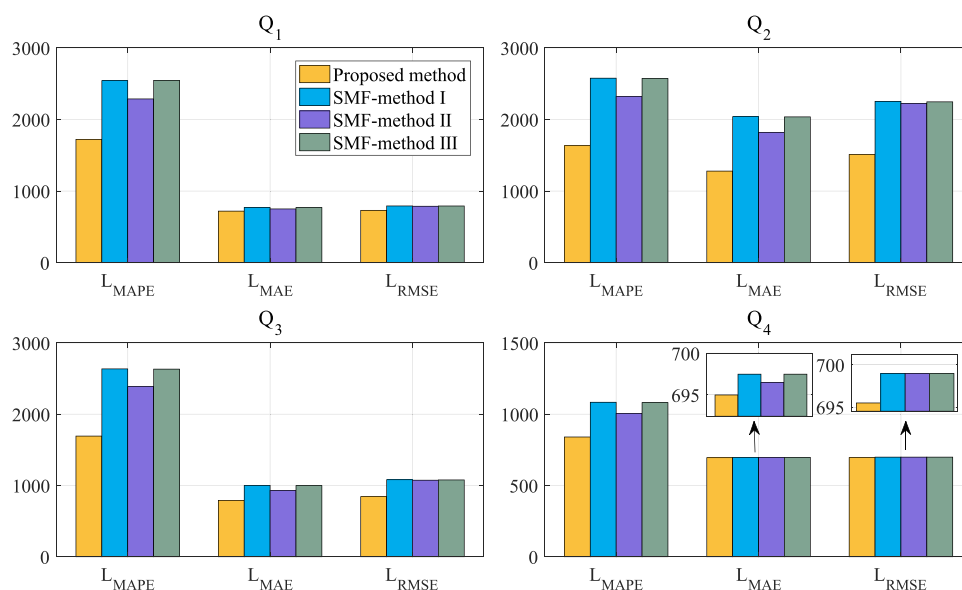 Q1
3000
2000
1000
0
Proposed method
SMF-method I
SMF-method II
SMF-method III
LMAPE
LMAE
LRMSE
Q2
3000
2000
1000
0
LMAPE
LMAE
LRMSE
Q3
3000
2000
1000
0
LMAPE
LMAE
LRMSE
Q4
1500
1000
500
0
700
695
700
695
LMAPE
LMAE
LRMSE